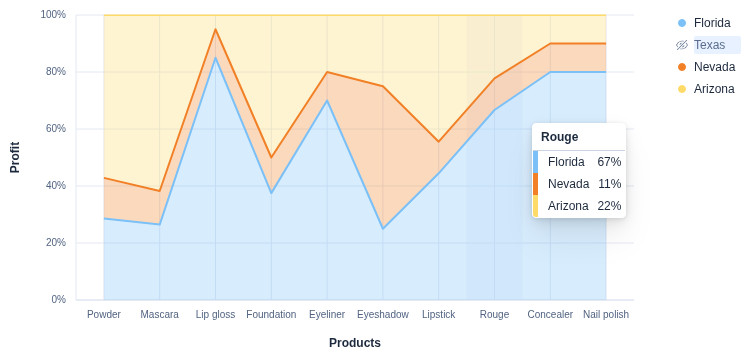 100%
80%
60%
40%
20%
0%
Profit
Powder Mascara Lip gloss Foundation Eyeliner Eyeshadow Lipstick Rouge Concealer Nail polish
Products
Rouge
Florida 67%
Nevada 11%
Arizona 22%
Florida
Texas
Nevada
Arizona